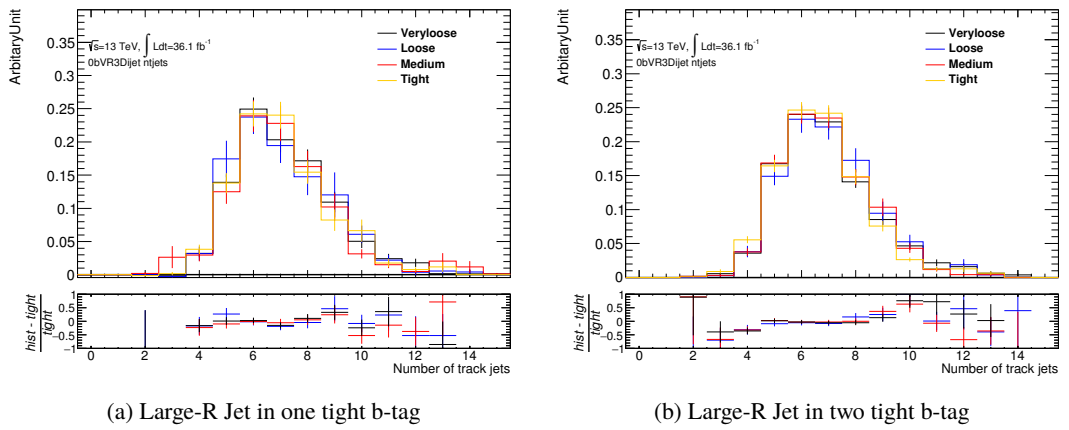 ArbitaryUnit
0.35
0.3
0.25
0.2
0.15
0.1
0.05
0
√s=13 TeV, ∫ Ldt=36.1 fb⁻¹
0bVR3Dijet ntjets
Veryloose
Loose
Medium
Tight
hist - tight
tight
0.5
0
−0.5
−1
0 2 4 6 8 10 12 14
Number of track jets
(a) Large-R Jet in one tight b-tag
ArbitaryUnit
0.35
0.3
0.25
0.2
0.15
0.1
0.05
0
√s=13 TeV, ∫ Ldt=36.1 fb⁻¹
0bVR3Dijet ntjets
Veryloose
Loose
Medium
Tight
hist - tight
tight
0.5
0
−0.5
−1
0 2 4 6 8 10 12 14
Number of track jets
(b) Large-R Jet in two tight b-tag